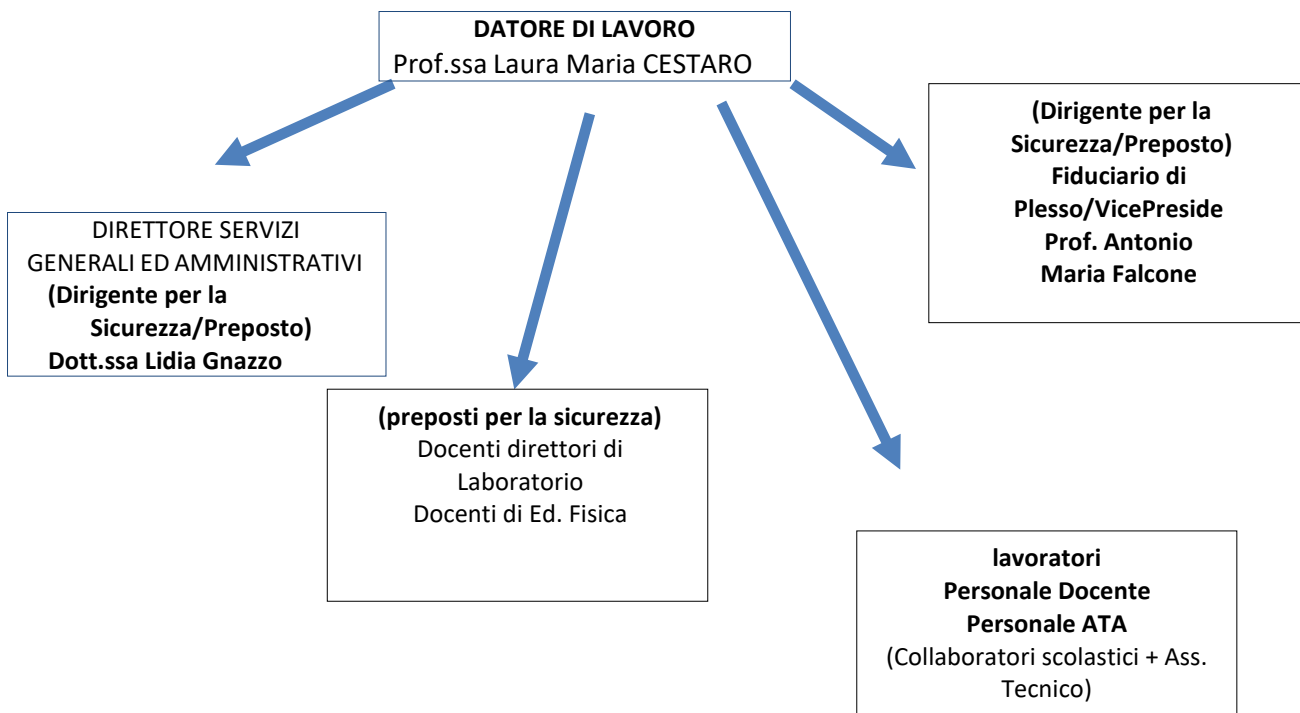 DATORE DI LAVORO
Prof.ssa Laura Maria CESTARO
(Dirigente per la
Sicurezza/Preposto)
Fiduciario di
Plesso/VicePreside
Prof. Antonio
Maria Falcone
DIRETTORE SERVIZI
GENERALI ED AMMINISTRATIVI
(Dirigente per la
Sicurezza/Preposto)
Dott.ssa Lidia Gnazzo
(preposti per la sicurezza)
Docenti direttori di
Laboratorio
Docenti di Ed. Fisica
lavoratori
Personale Docente
Personale ATA
(Collaboratori scolastici + Ass.
Tecnico)